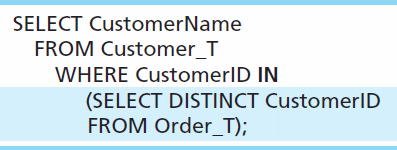 SELECT CustomerName
FROM Customer_T
WHERE CustomerID IN
(SELECT DISTINCT CustomerID
FROM Order_T);